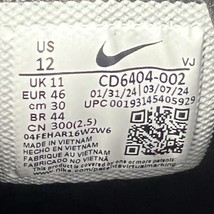 US
12
VJ
UK 11
CD6404-002
EUR 46
01/31/24 03/07/24
cm 30
UPC 00193145405929
BR 44
CN 300(2.5)
04FEHAR16WZW6
MADE IN VIETNAM
FABRIQUÉ AU VIETNAM
HECHO EN VIETNAM